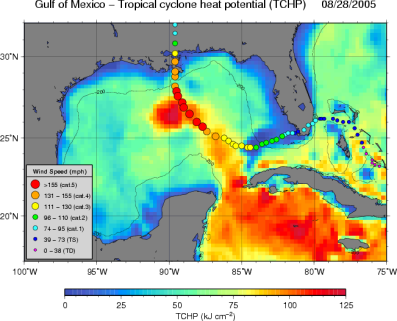 Gulf of Mexico – Tropical cyclone heat potential (TCHP) 08/28/2005
30°N
25°N
20°N
200
Wind Speed (mph)
>155 (cat.5)
131 – 155 (cat.4)
111 – 130 (cat.3)
96 – 110 (cat.2)
74 – 95 (cat.1)
39 – 73 (TS)
0 – 38 (TD)
100°W 95°W 90°W 85°W 80°W 75°W
0 25 50 75 100 125
TCHP (kJ cm⁻²)